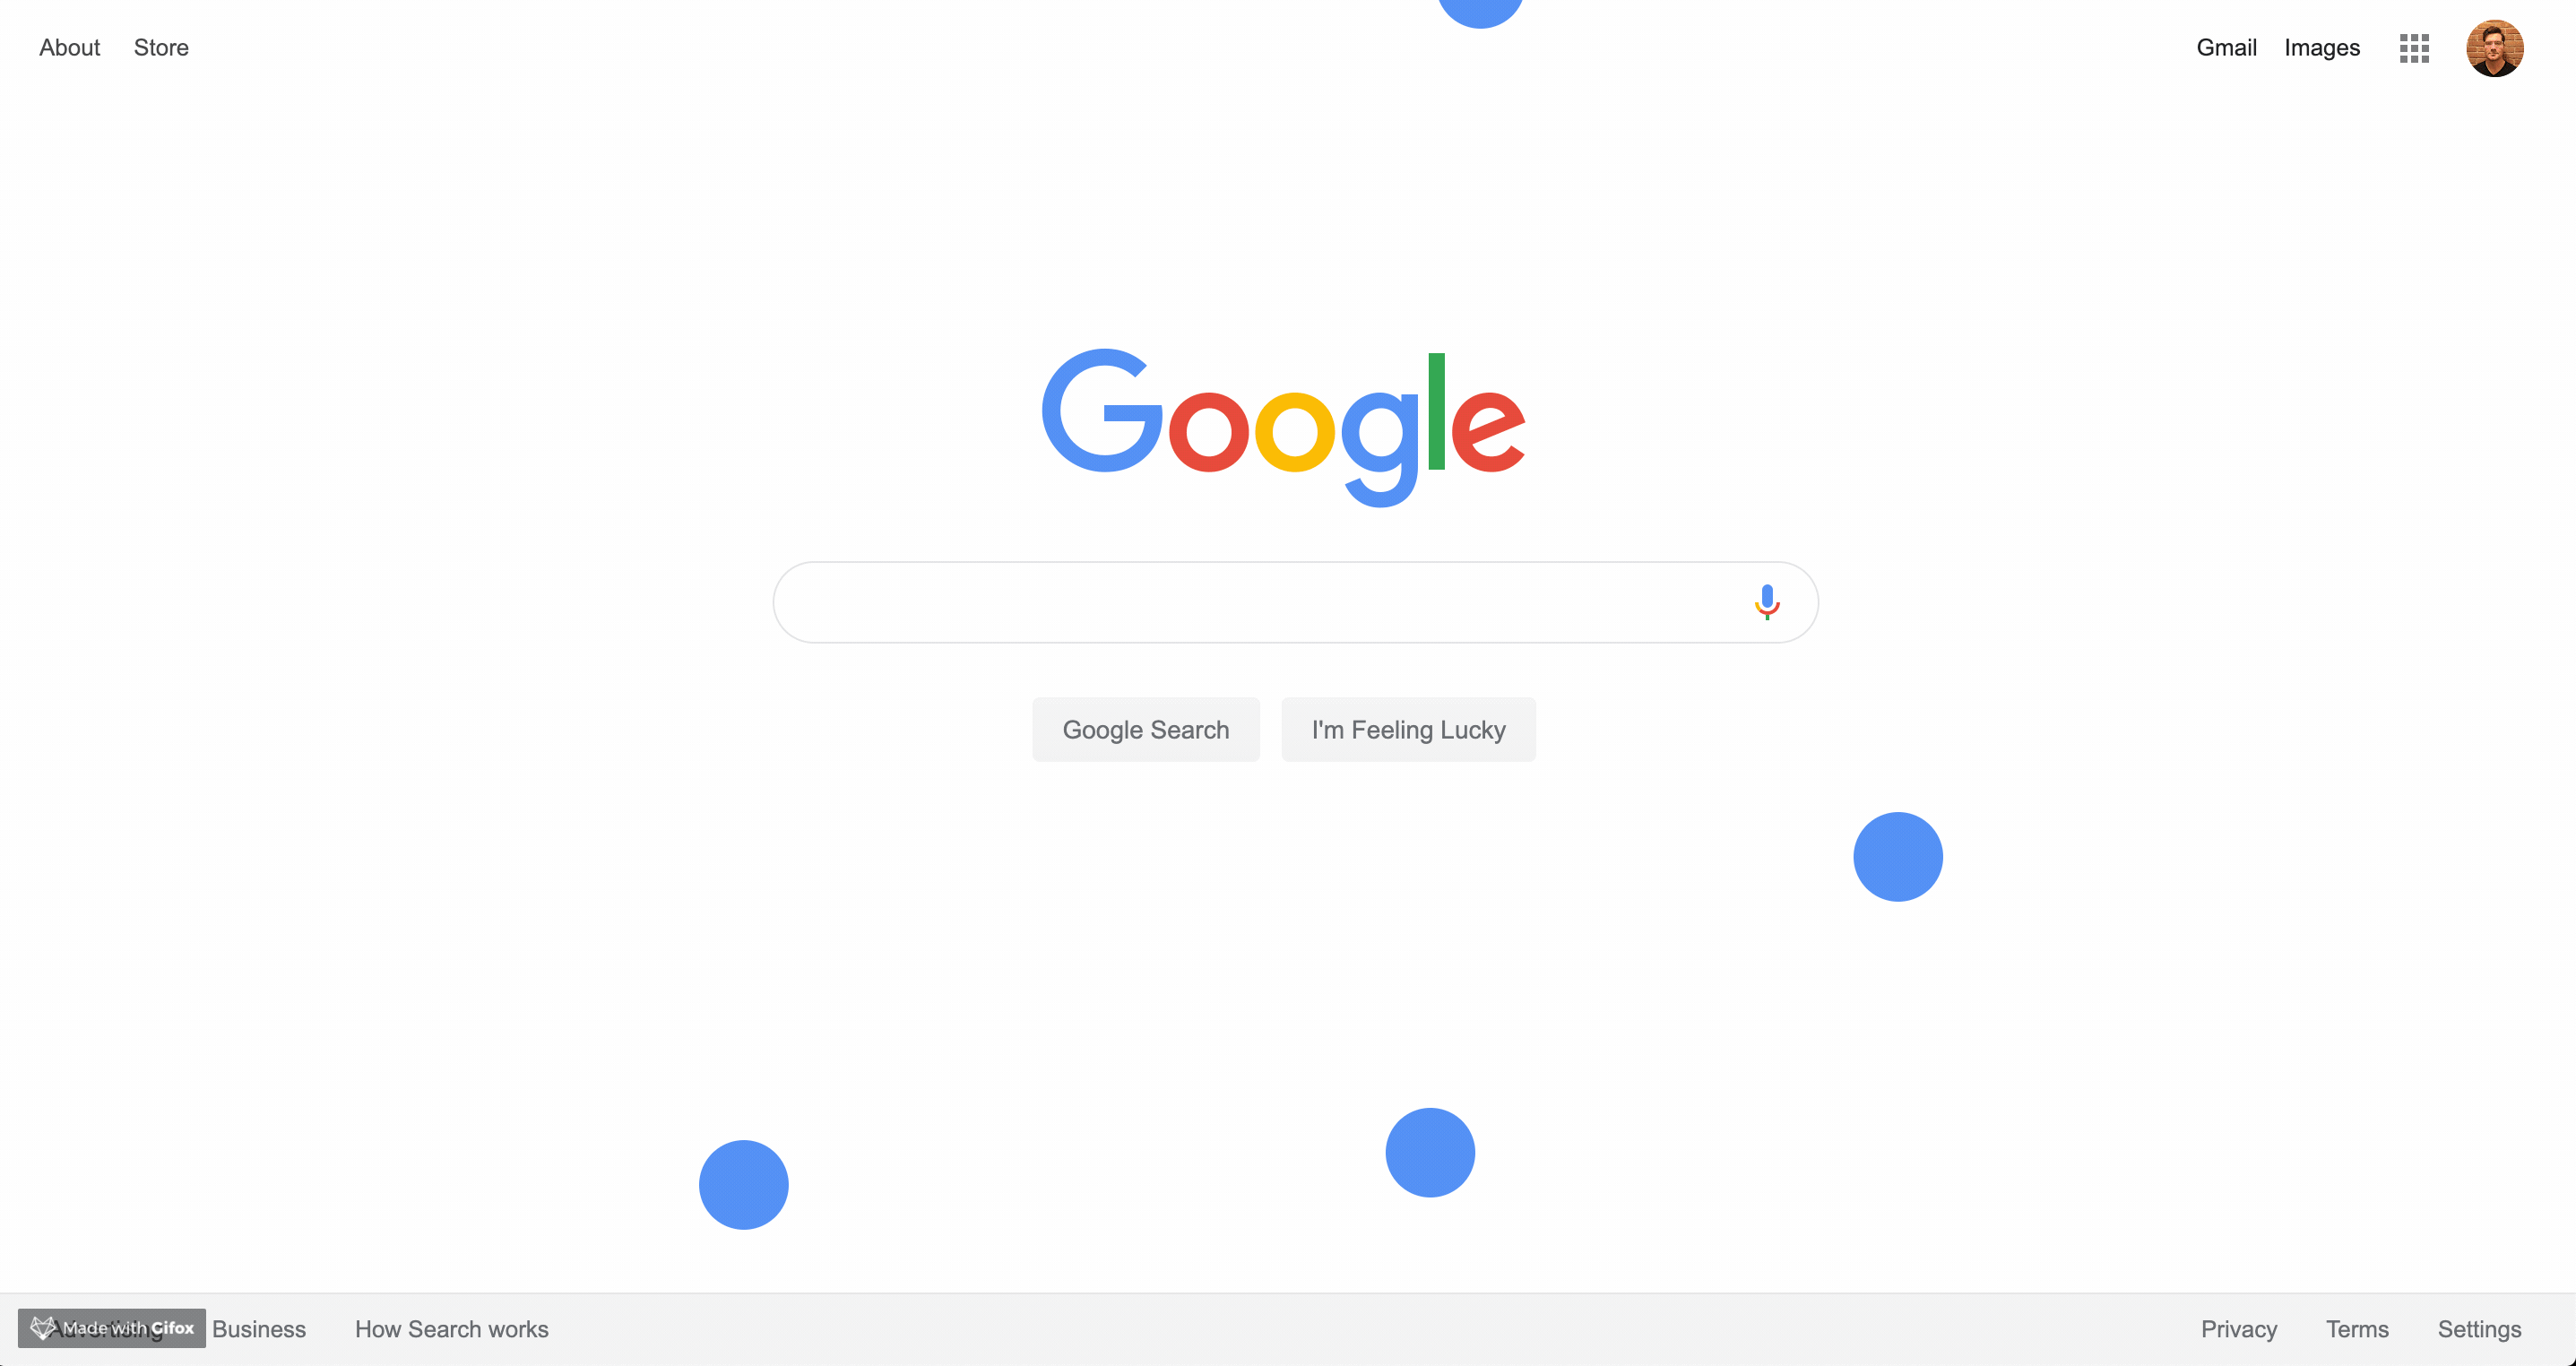 About Store Gmail Images
Google
Google Search I'm Feeling Lucky
Advertising Made with Gifox Business How Search works Privacy Terms Settings